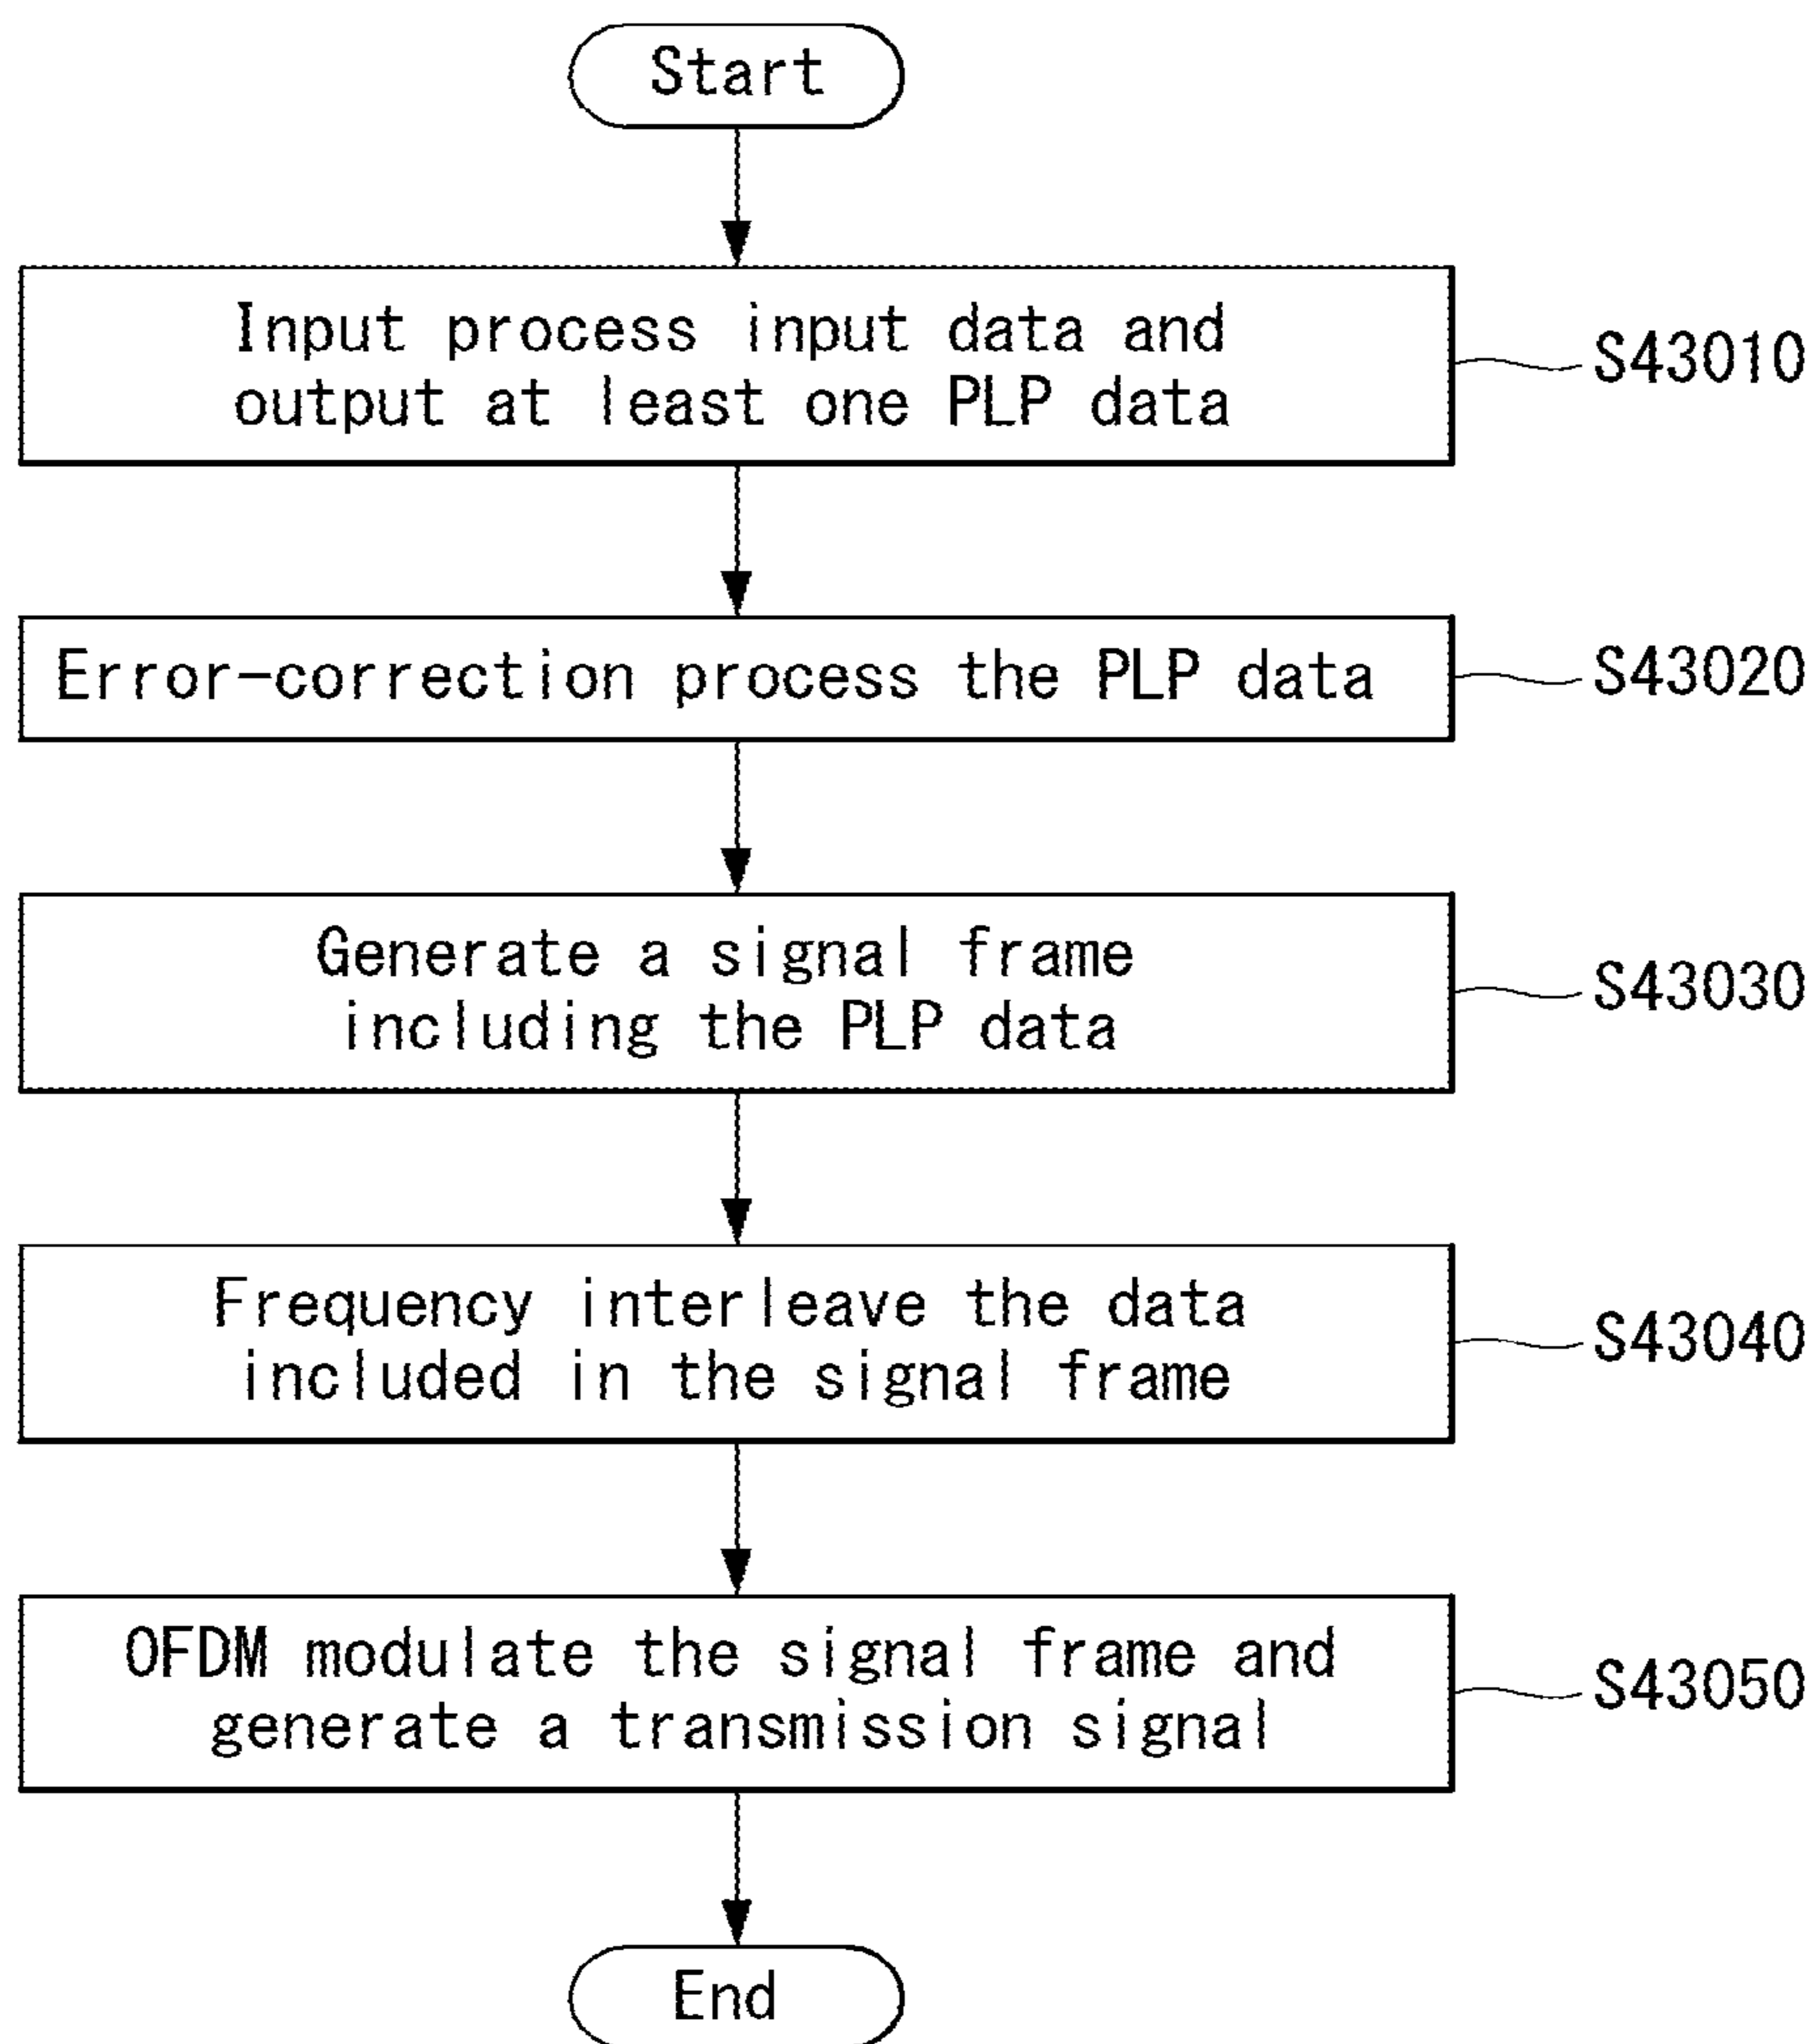 Start
Input process input data and
output at least one PLP data
S43010
Error-correction process the PLP data
S43020
Generate a signal frame
including the PLP data
S43030
Frequency interleave the data
included in the signal frame
S43040
OFDM modulate the signal frame and
generate a transmission signal
S43050
End